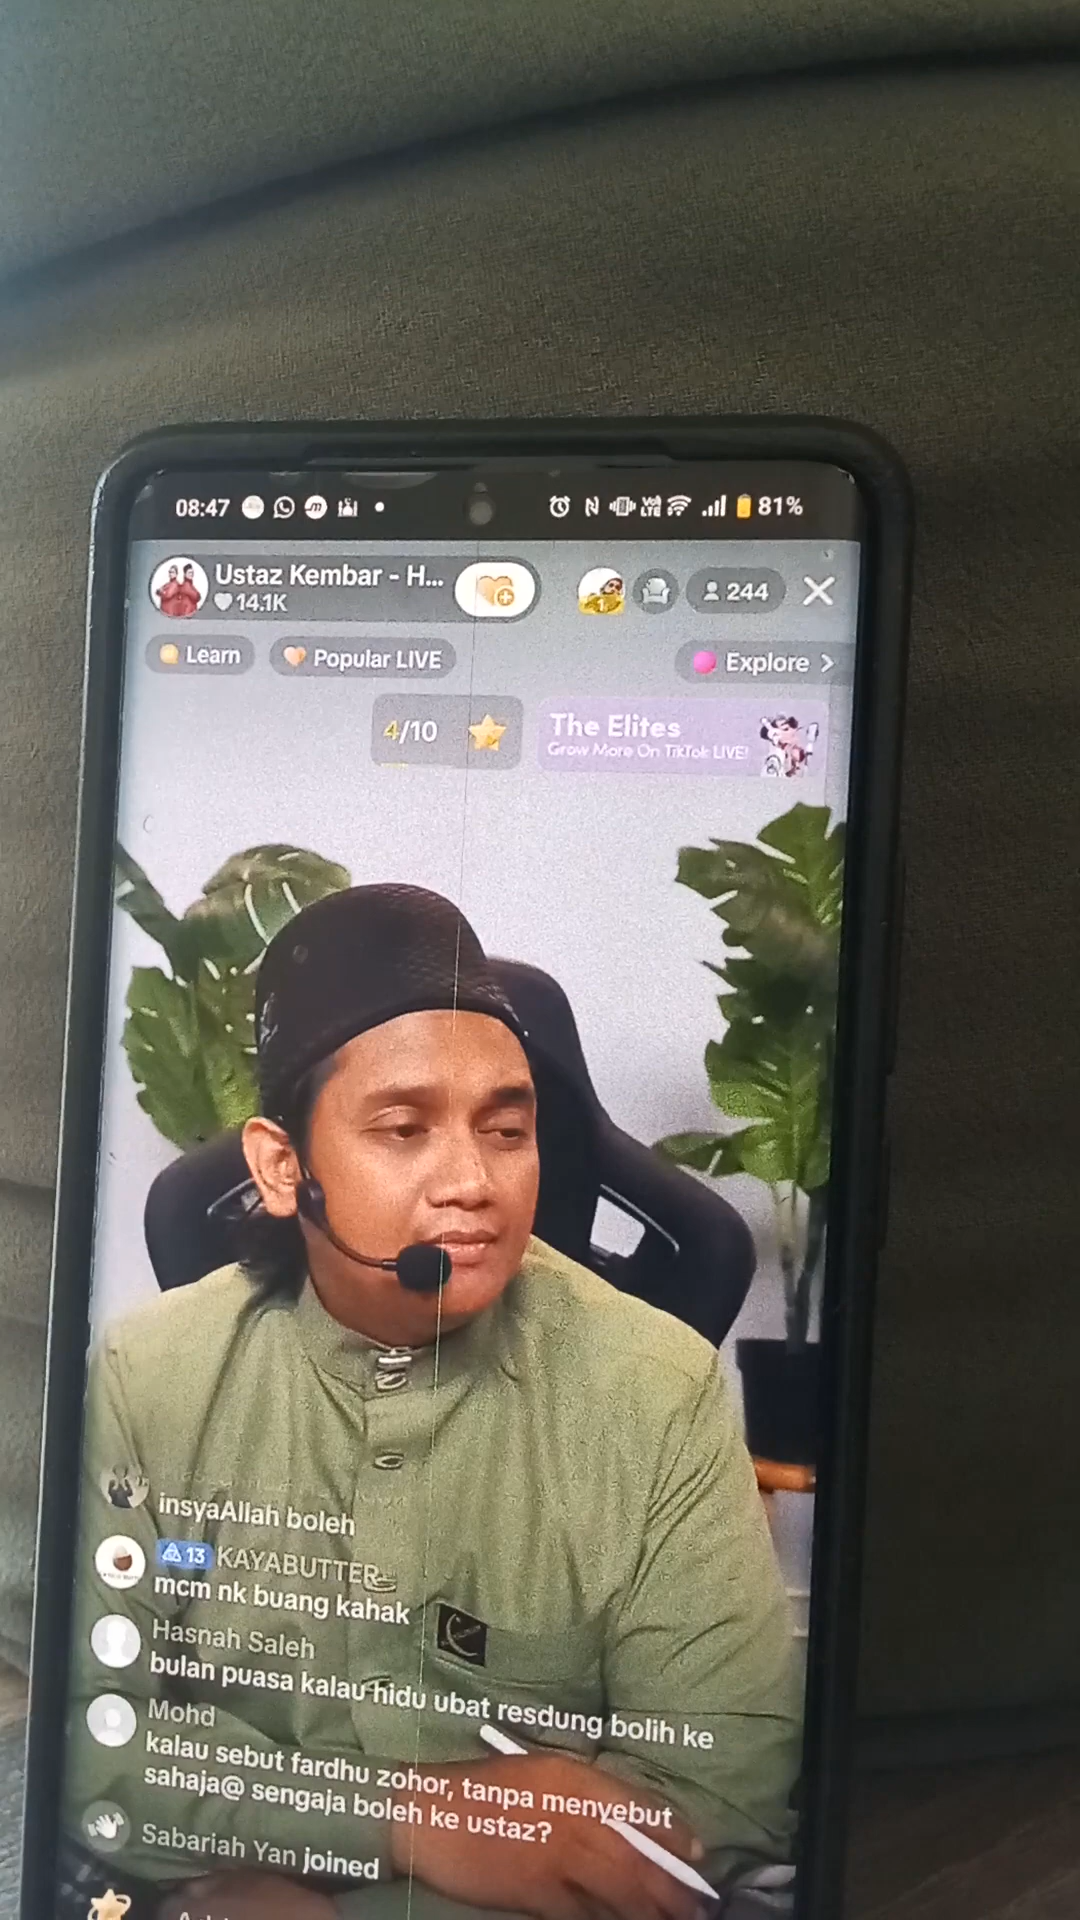 08:47
VoI
LTE
81%
Ustaz Kembar - H...
14.1K
244
Learn
Popular LIVE
Explore
4/10
The Elites
Grow More On TikTok LIVE!
insyaAllah boleh
13 KAYABUTTER
mcm nk buang kahak
Hasnah Saleh
bulan puasa kalau hidu ubat resdung bolih ke
Mohd
kalau sebut fardhu zohor, tanpa menyebut
sahaja@ sengaja boleh ke ustaz?
Sabariah Yan joined